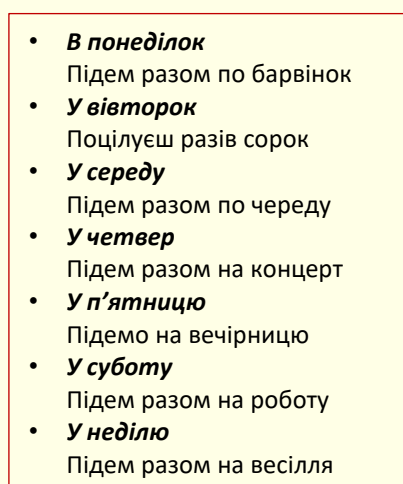 • В понеділок
Підем разом по барвінок
• У вівторок
Поцілуєш разів сорок
• У середу
Підем разом по череду
• У четвер
Підем разом на концерт
• У п’ятницю
Підемо на вечірницю
• У суботу
Підем разом на роботу
• У неділю
Підем разом на весілля